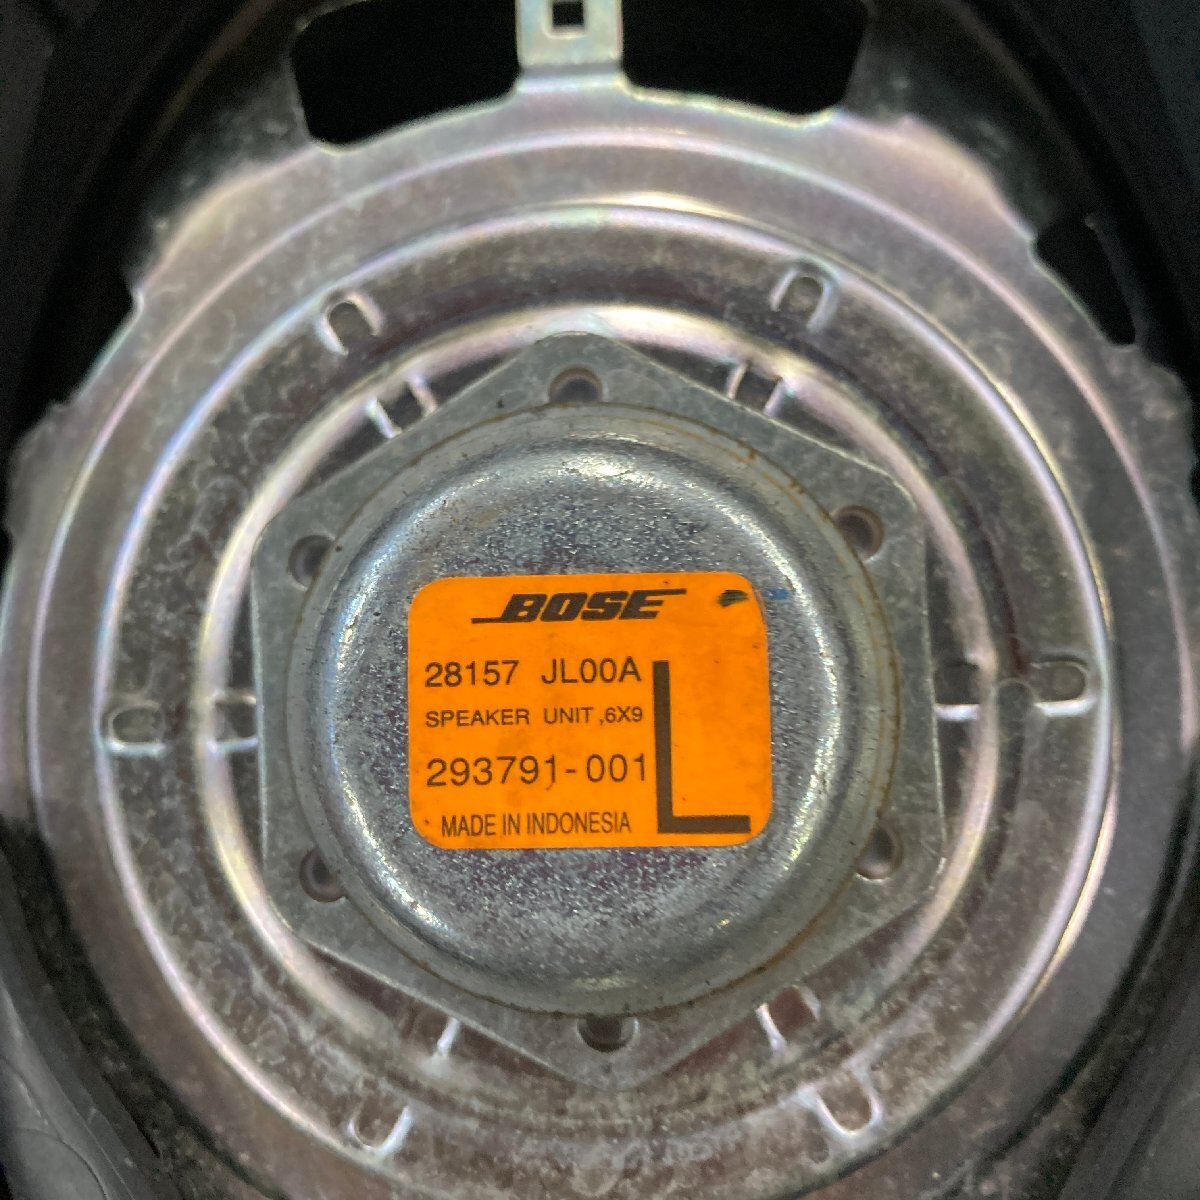 BOSE
28157 JL00A
SPEAKER UNIT,6X9
293791-001
MADE IN INDONESIA
L